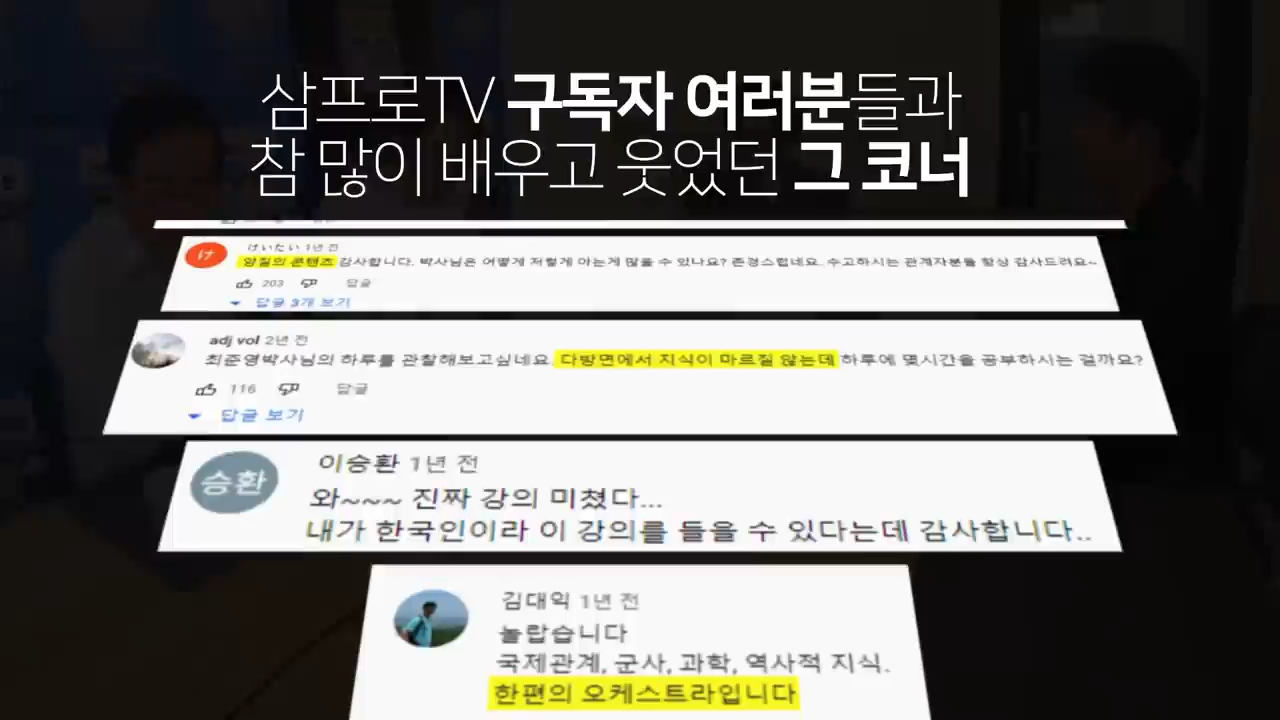 삼프로TV 구독자 여러분들과
참 많이 배우고 웃었던 그 코너
け
けいたい 1년 전
양질의 콘텐츠 감사합니다. 박사님은 어떻게 저렇게 아는게 많을 수 있나요? 존경스럽네요. 수고하시는 관계자분들 항상 감사드려요~
203 답글
답글 3개 보기
adj vol 2년 전
최준영박사님의 하루를 관찰해보고싶네요. 다방면에서 지식이 마르질 않는데 하루에 몇시간을 공부하시는 걸까요?
116 답글
답글 보기
승환
이승환 1년 전
와~~~ 진짜 강의 미쳤다...
내가 한국인이라 이 강의를 들을 수 있다는데 감사합니다..
김대익 1년 전
놀랍습니다
국제관계, 군사, 과학, 역사적 지식.
한편의 오케스트라입니다